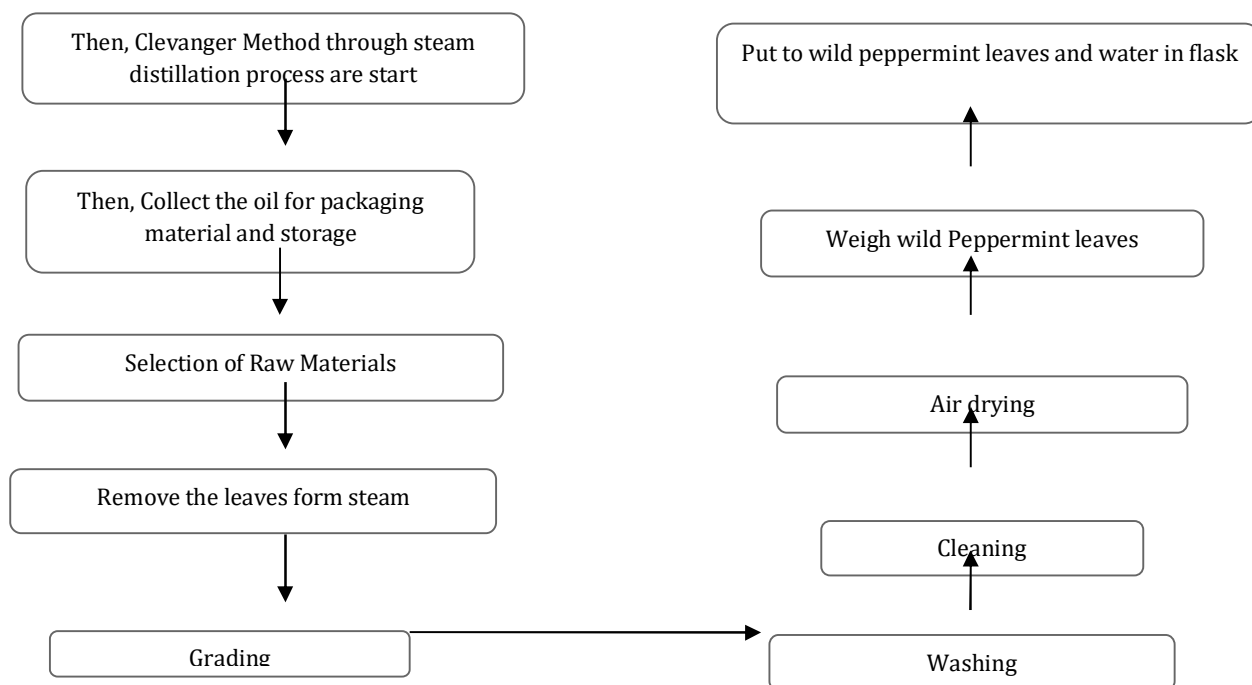 Then, Clevanger Method through steam
distillation process are start
Then, Collect the oil for packaging
material and storage
Selection of Raw Materials
Remove the leaves form steam
Grading
Washing
Cleaning
Air drying
Weigh wild Peppermint leaves
Put to wild peppermint leaves and water in flask